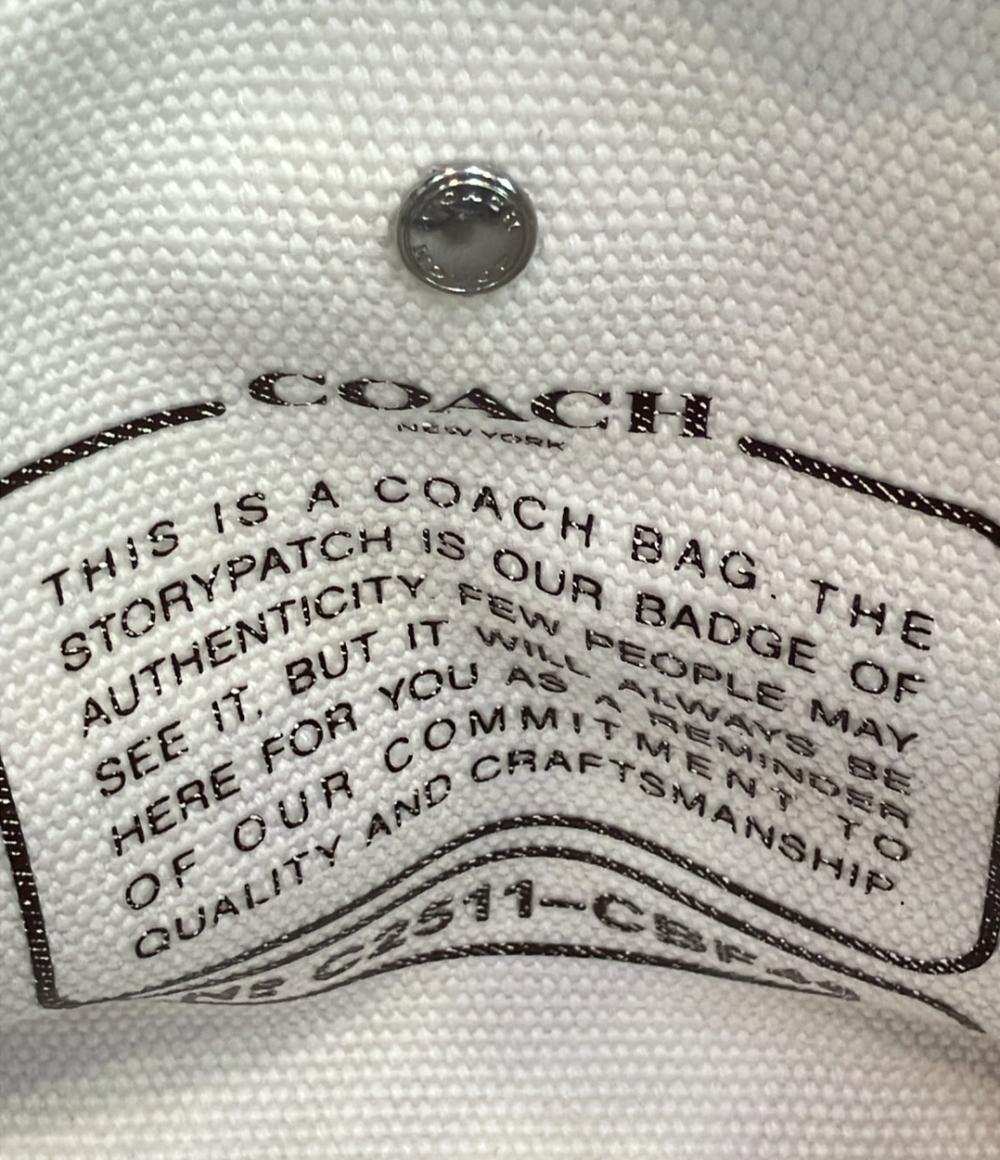 COACH
COACH
NEW YORK
THIS IS A COACH BAG. THE
STORYPATCH IS OUR BADGE OF
AUTHENTICITY. FEW PEOPLE MAY
SEE IT, BUT IT WILL ALWAYS BE
HERE FOR YOU AS A REMINDER
OF OUR COMMITMENT TO
QUALITY AND CRAFTSMANSHIP.
C2511-CBF